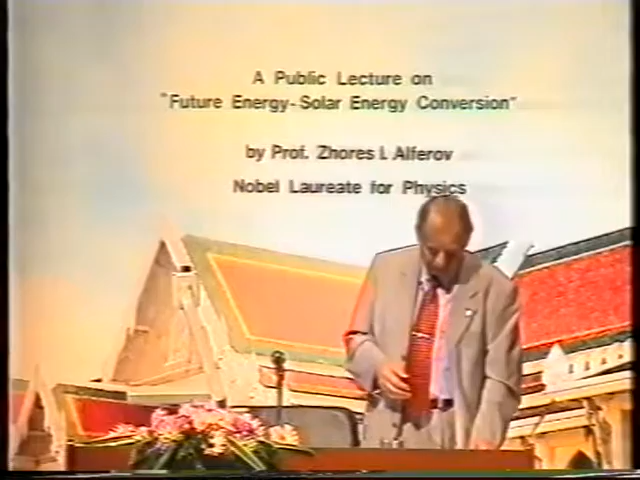 A Public Lecture on
"Future Energy-Solar Energy Conversion"
by Prof. Zhores I. Alferov
Nobel Laureate for Physics